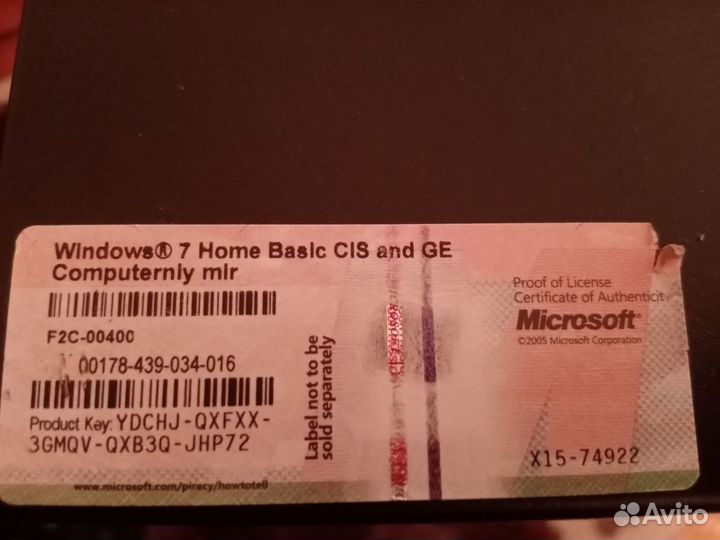 Windows® 7 Home Basic CIS and GE
Computernly mlr
F2C-00400
00178-439-034-016
Product Key: YDCHJ-QXFXX-
3GMQV-QXB3Q-JHP72
www.microsoft.com/piracy/howtotell
Label not to be
sold separately
Proof of License
Certificate of Authenticit
Microsoft®
©2005 Microsoft Corporation
X15-74922
Avito